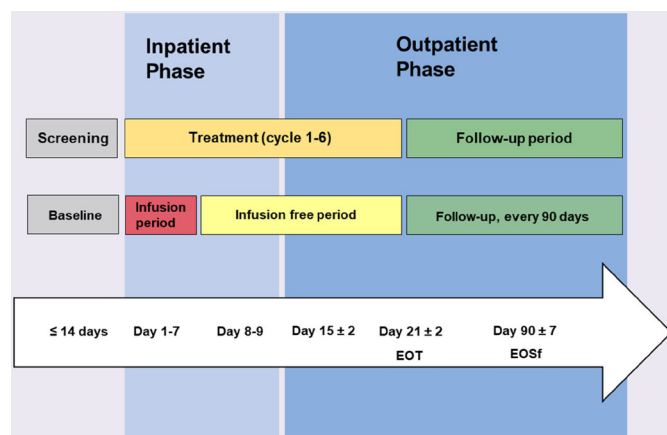 Inpatient
Phase
Outpatient
Phase
Screening
Treatment (cycle 1-6)
Follow-up period
Baseline
Infusion
period
Infusion free period
Follow-up, every 90 days
≤ 14 days
Day 1-7
Day 8-9
Day 15 ± 2
Day 21 ± 2
EOT
Day 90 ± 7
EOSf